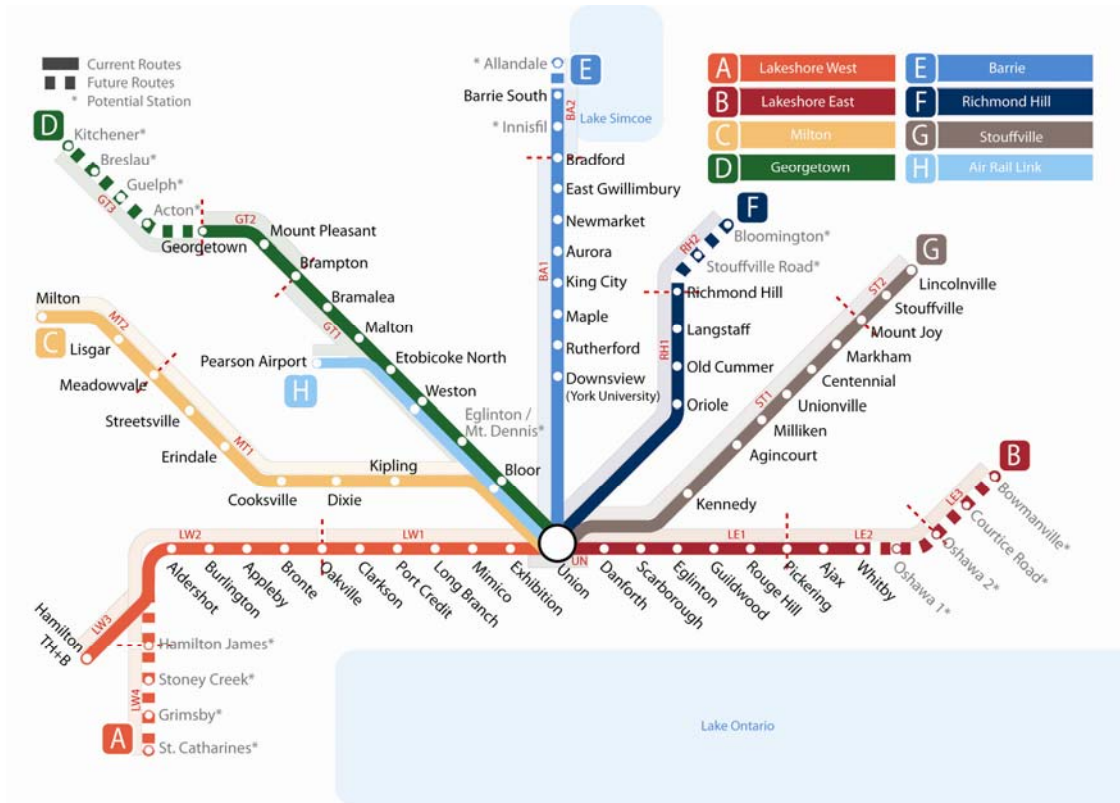 Current Routes
Future Routes
* Potential Station
A Lakeshore West
B Lakeshore East
C Milton
D Georgetown
E Barrie
F Richmond Hill
G Stouffville
H Air Rail Link
* Allandale
E
Barrie South
BA2
* Innisfil
Lake Simcoe
Bradford
East Gwillimbury
Newmarket
Aurora
BA1
King City
Maple
Rutherford
Downsview
(York University)
D
Kitchener*
Breslau*
Guelph*
GT3
Acton*
Georgetown
GT2
Mount Pleasant
Brampton
Bramalea
GT1
Malton
Etobicoke North
Weston
Eglinton /
Mt. Dennis*
Bloor
Pearson Airport
H
Milton
C
MT2
Lisgar
Meadowvale
Streetsville
MT1
Erindale
Cooksville
Dixie
Kipling
F
Bloomington*
RH2
Stouffville Road*
Richmond Hill
Langstaff
RH1
Old Cummer
Oriole
G
Lincolnville
ST2
Stouffville
Mount Joy
Markham
Centennial
ST1
Unionville
Milliken
Agincourt
Kennedy
LW2
LW1
UN
LE1
LE2
LE3
B
Aldershot
Burlington
Appleby
Bronte
Oakville
Clarkson
Port Credit
Long Branch
Mimico
Exhibition
Union
Danforth
Scarborough
Eglinton
Guildwood
Rouge Hill
Pickering
Ajax
Whitby
Oshawa 1*
Oshawa 2*
Courtice Road*
Bowmanville*
Hamilton
TH+B
LW3
Hamilton James*
Stoney Creek*
LW4
Grimsby*
A
St. Catharines*
Lake Ontario